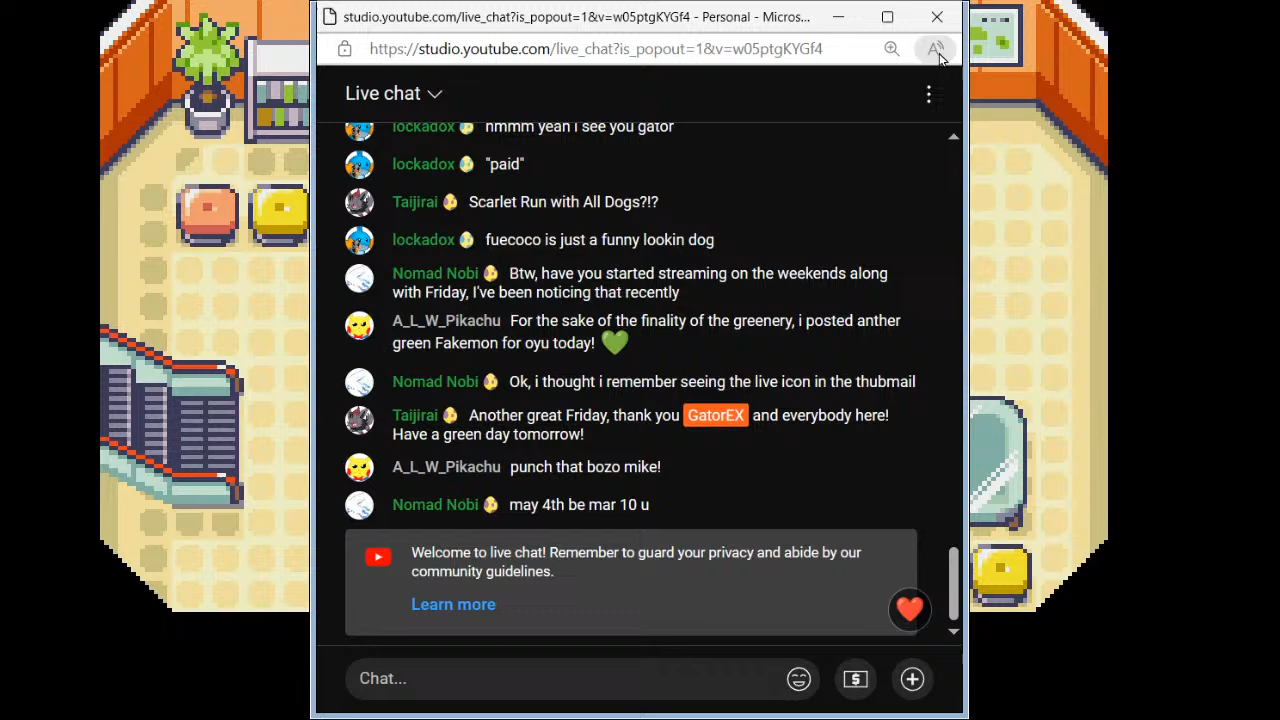 studio.youtube.com/live_chat?is_popout=1&v=w05ptgKYGf4 - Personal - Micros...
https://studio.youtube.com/live_chat?is_popout=1&v=w05ptgKYGf4
Live chat
lockadox hmmm yeah i see you gator
lockadox "paid"
Taijirai Scarlet Run with All Dogs?!?
lockadox fuecoco is just a funny lookin dog
Nomad Nobi Btw, have you started streaming on the weekends along
with Friday, I've been noticing that recently
A_L_W_Pikachu For the sake of the finality of the greenery, i posted anther
green Fakemon for oyu today! 💚
Nomad Nobi Ok, i thought i remember seeing the live icon in the thubmail
Taijirai Another great Friday, thank you GatorEX and everybody here!
Have a green day tomorrow!
A_L_W_Pikachu punch that bozo mike!
Nomad Nobi may 4th be mar 10 u
Welcome to live chat! Remember to guard your privacy and abide by our
community guidelines.
Learn more
Chat...